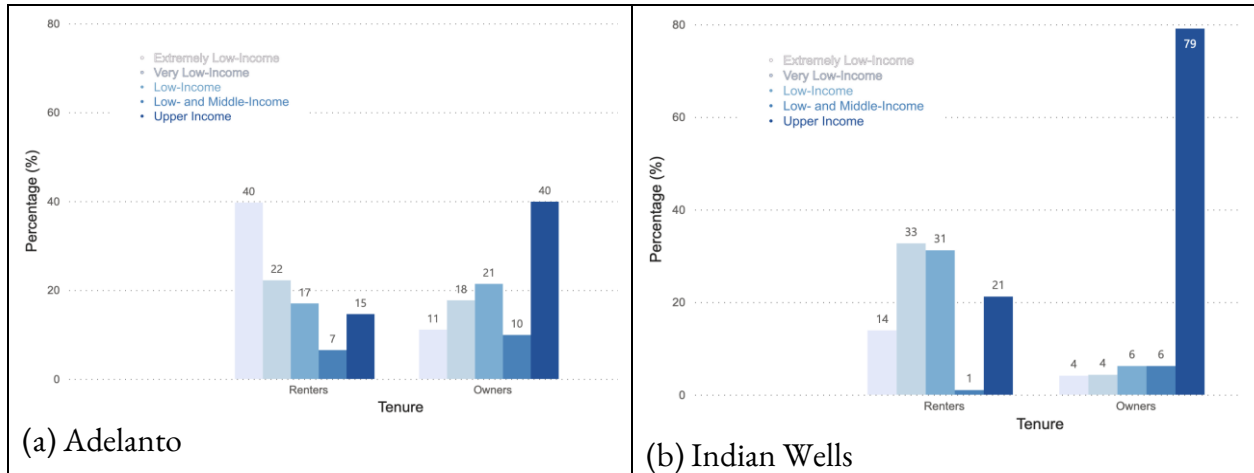 80
Extremely Low-Income
Very Low-Income
Low-Income
Low- and Middle-Income
Upper Income
60
Percentage (%)
40
20
0
40
22
17
7
15
11
18
21
10
40
Renters
Owners
Tenure
(a) Adelanto
80
Extremely Low-Income
Very Low-Income
Low-Income
Low- and Middle-Income
Upper Income
60
Percentage (%)
40
20
0
14
33
31
1
21
4
4
6
6
79
Renters
Owners
Tenure
(b) Indian Wells